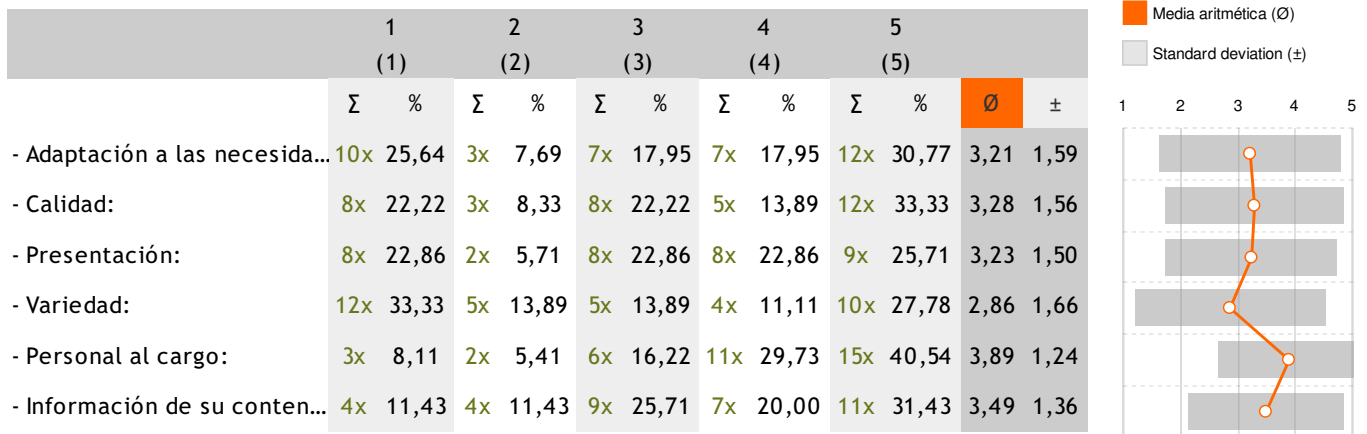 1 2 3 4 5
(1) (2) (3) (4) (5)
Σ % Σ % Σ % Σ % Σ % Ø ±
- Adaptación a las necesida... 10x 25,64 3x 7,69 7x 17,95 7x 17,95 12x 30,77 3,21 1,59
- Calidad: 8x 22,22 3x 8,33 8x 22,22 5x 13,89 12x 33,33 3,28 1,56
- Presentación: 8x 22,86 2x 5,71 8x 22,86 8x 22,86 9x 25,71 3,23 1,50
- Variedad: 12x 33,33 5x 13,89 5x 13,89 4x 11,11 10x 27,78 2,86 1,66
- Personal al cargo: 3x 8,11 2x 5,41 6x 16,22 11x 29,73 15x 40,54 3,89 1,24
- Información de su conten... 4x 11,43 4x 11,43 9x 25,71 7x 20,00 11x 31,43 3,49 1,36
Media aritmética (Ø)
Standard deviation (±)
1 2 3 4 5